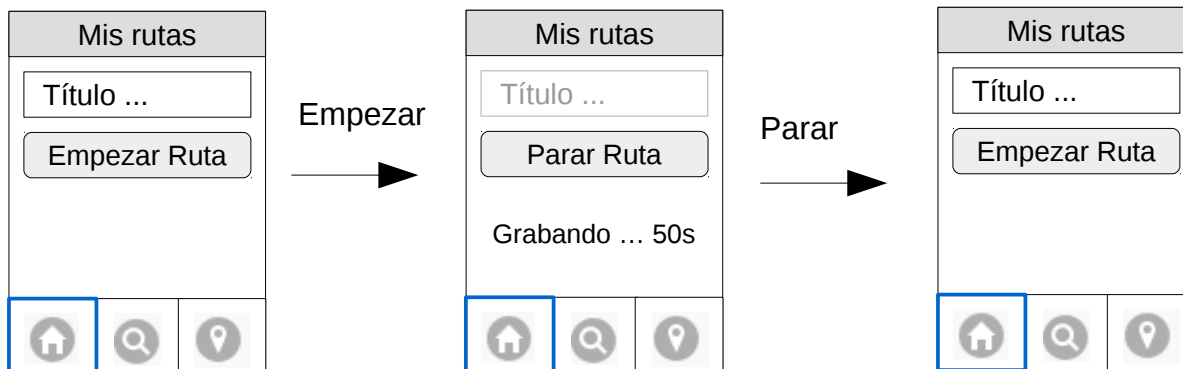 Mis rutas
Título ...
Empezar Ruta
Empezar
Mis rutas
Título ...
Parar Ruta
Grabando … 50s
Parar
Mis rutas
Título ...
Empezar Ruta